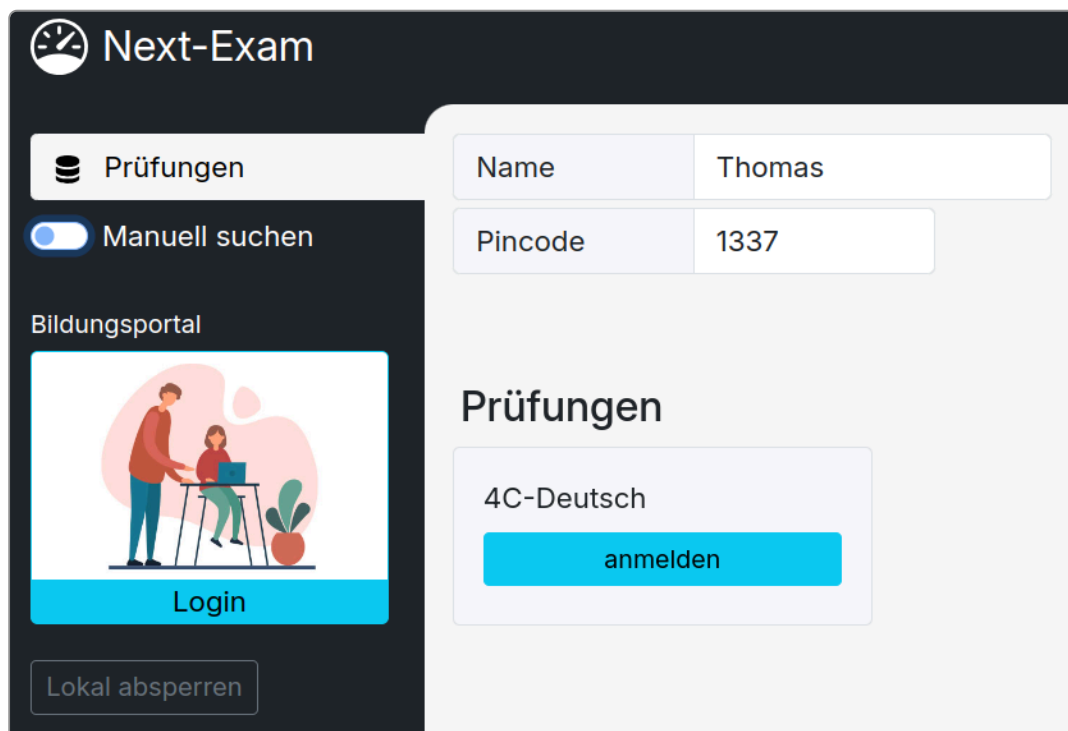 Next-Exam
Prüfungen
Manuell suchen
Bildungsportal
Login
Lokal absperren
Name Thomas
Pincode 1337
Prüfungen
4C-Deutsch
anmelden